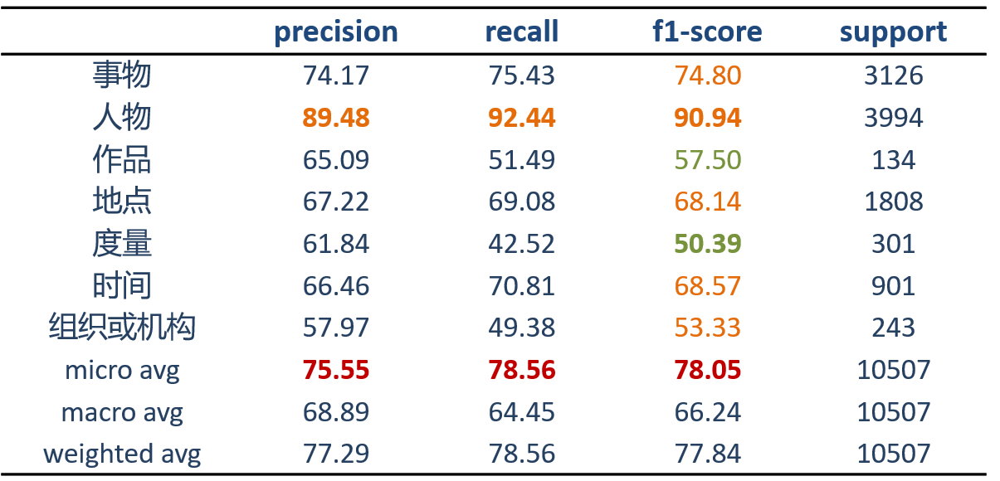 precision recall f1-score support
事物 74.17 75.43 74.80 3126
人物 89.48 92.44 90.94 3994
作品 65.09 51.49 57.50 134
地点 67.22 69.08 68.14 1808
度量 61.84 42.52 50.39 301
时间 66.46 70.81 68.57 901
组织或机构 57.97 49.38 53.33 243
micro avg 75.55 78.56 78.05 10507
macro avg 68.89 64.45 66.24 10507
weighted avg 77.29 78.56 77.84 10507